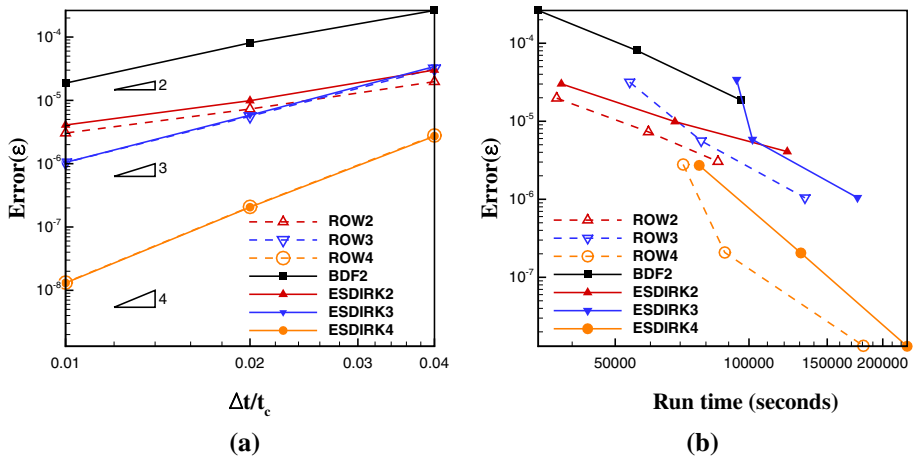 10⁻⁴
10⁻⁵
10⁻⁶
10⁻⁷
10⁻⁸
Error(ε)
2
3
4
ROW2
ROW3
ROW4
BDF2
ESDIRK2
ESDIRK3
ESDIRK4
0.01
0.02
0.03
0.04
Δt/t_c
(a)
10⁻⁴
10⁻⁵
10⁻⁶
10⁻⁷
Error(ε)
ROW2
ROW3
ROW4
BDF2
ESDIRK2
ESDIRK3
ESDIRK4
50000
100000
150000
200000
Run time (seconds)
(b)